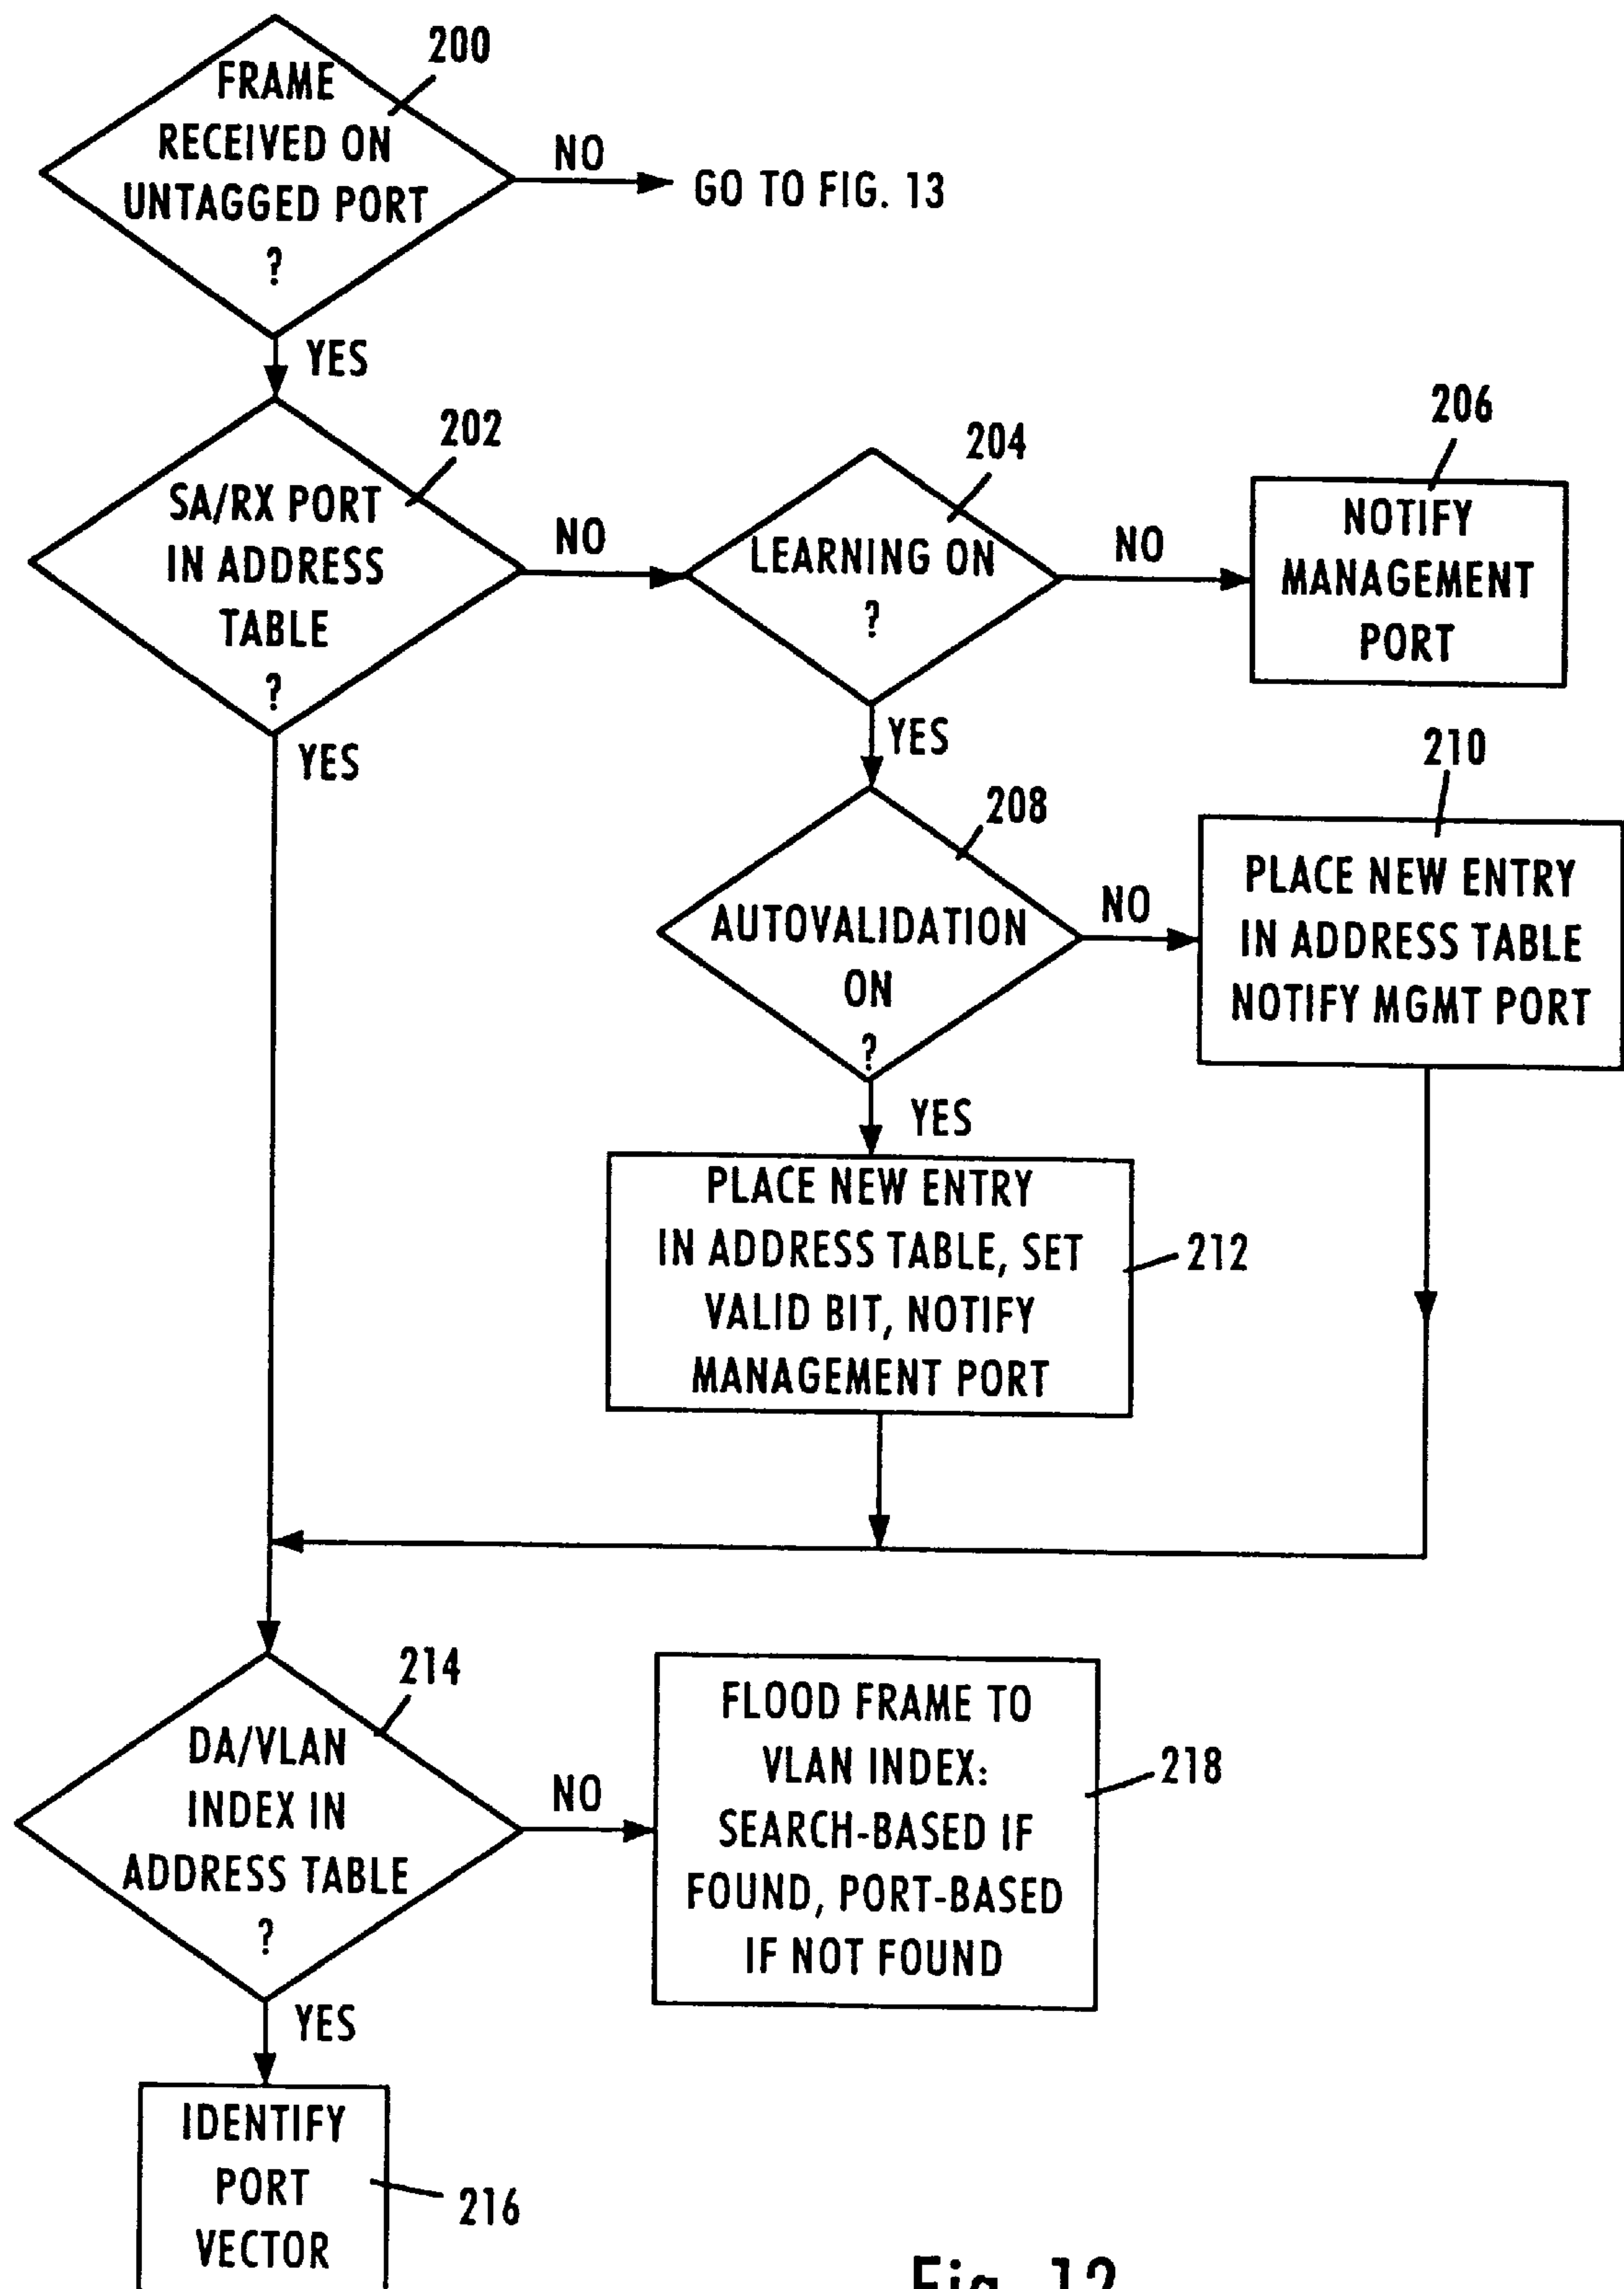 200
FRAME
RECEIVED ON
UNTAGGED PORT
?
NO
GO TO FIG. 13
YES
202
SA/RX PORT
IN ADDRESS
TABLE
?
NO
YES
204
LEARNING ON
?
NO
YES
206
NOTIFY
MANAGEMENT
PORT
208
AUTOVALIDATION
ON
?
NO
YES
210
PLACE NEW ENTRY
IN ADDRESS TABLE
NOTIFY MGMT PORT
PLACE NEW ENTRY
IN ADDRESS TABLE, SET
VALID BIT, NOTIFY
MANAGEMENT PORT
212
214
DA/VLAN
INDEX IN
ADDRESS TABLE
?
NO
YES
FLOOD FRAME TO
VLAN INDEX:
SEARCH-BASED IF
FOUND, PORT-BASED
IF NOT FOUND
218
IDENTIFY
PORT
VECTOR
216
Fig. 12